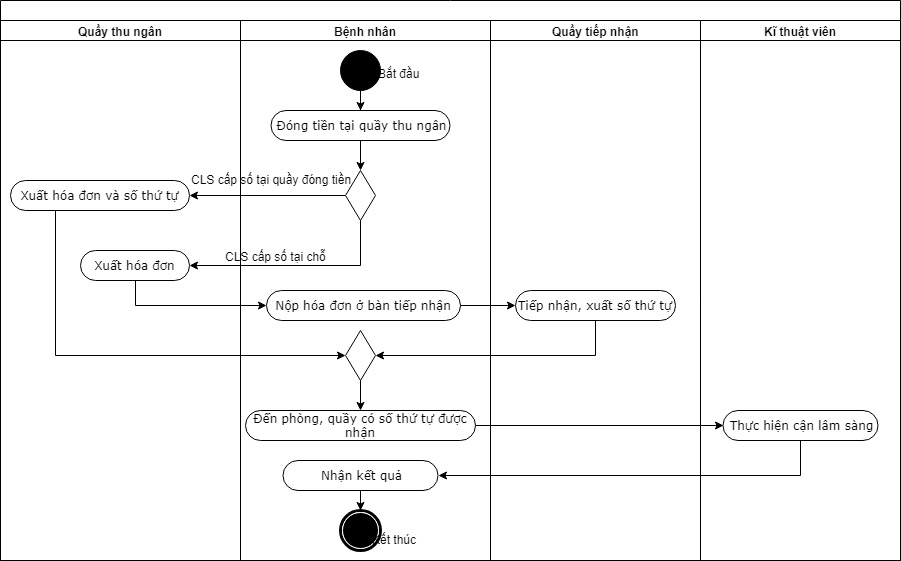 Quầy thu ngân
Bệnh nhân
Quầy tiếp nhận
Kĩ thuật viên
Bắt đầu
Đóng tiền tại quầy thu ngân
CLS cấp số tại quầy đóng tiền
Xuất hóa đơn và số thứ tự
CLS cấp số tại chỗ
Xuất hóa đơn
Nộp hóa đơn ở bàn tiếp nhận
Tiếp nhận, xuất số thứ tự
Đến phòng, quầy có số thứ tự được
nhận
Thực hiện cận lâm sàng
Nhận kết quả
Kết thúc